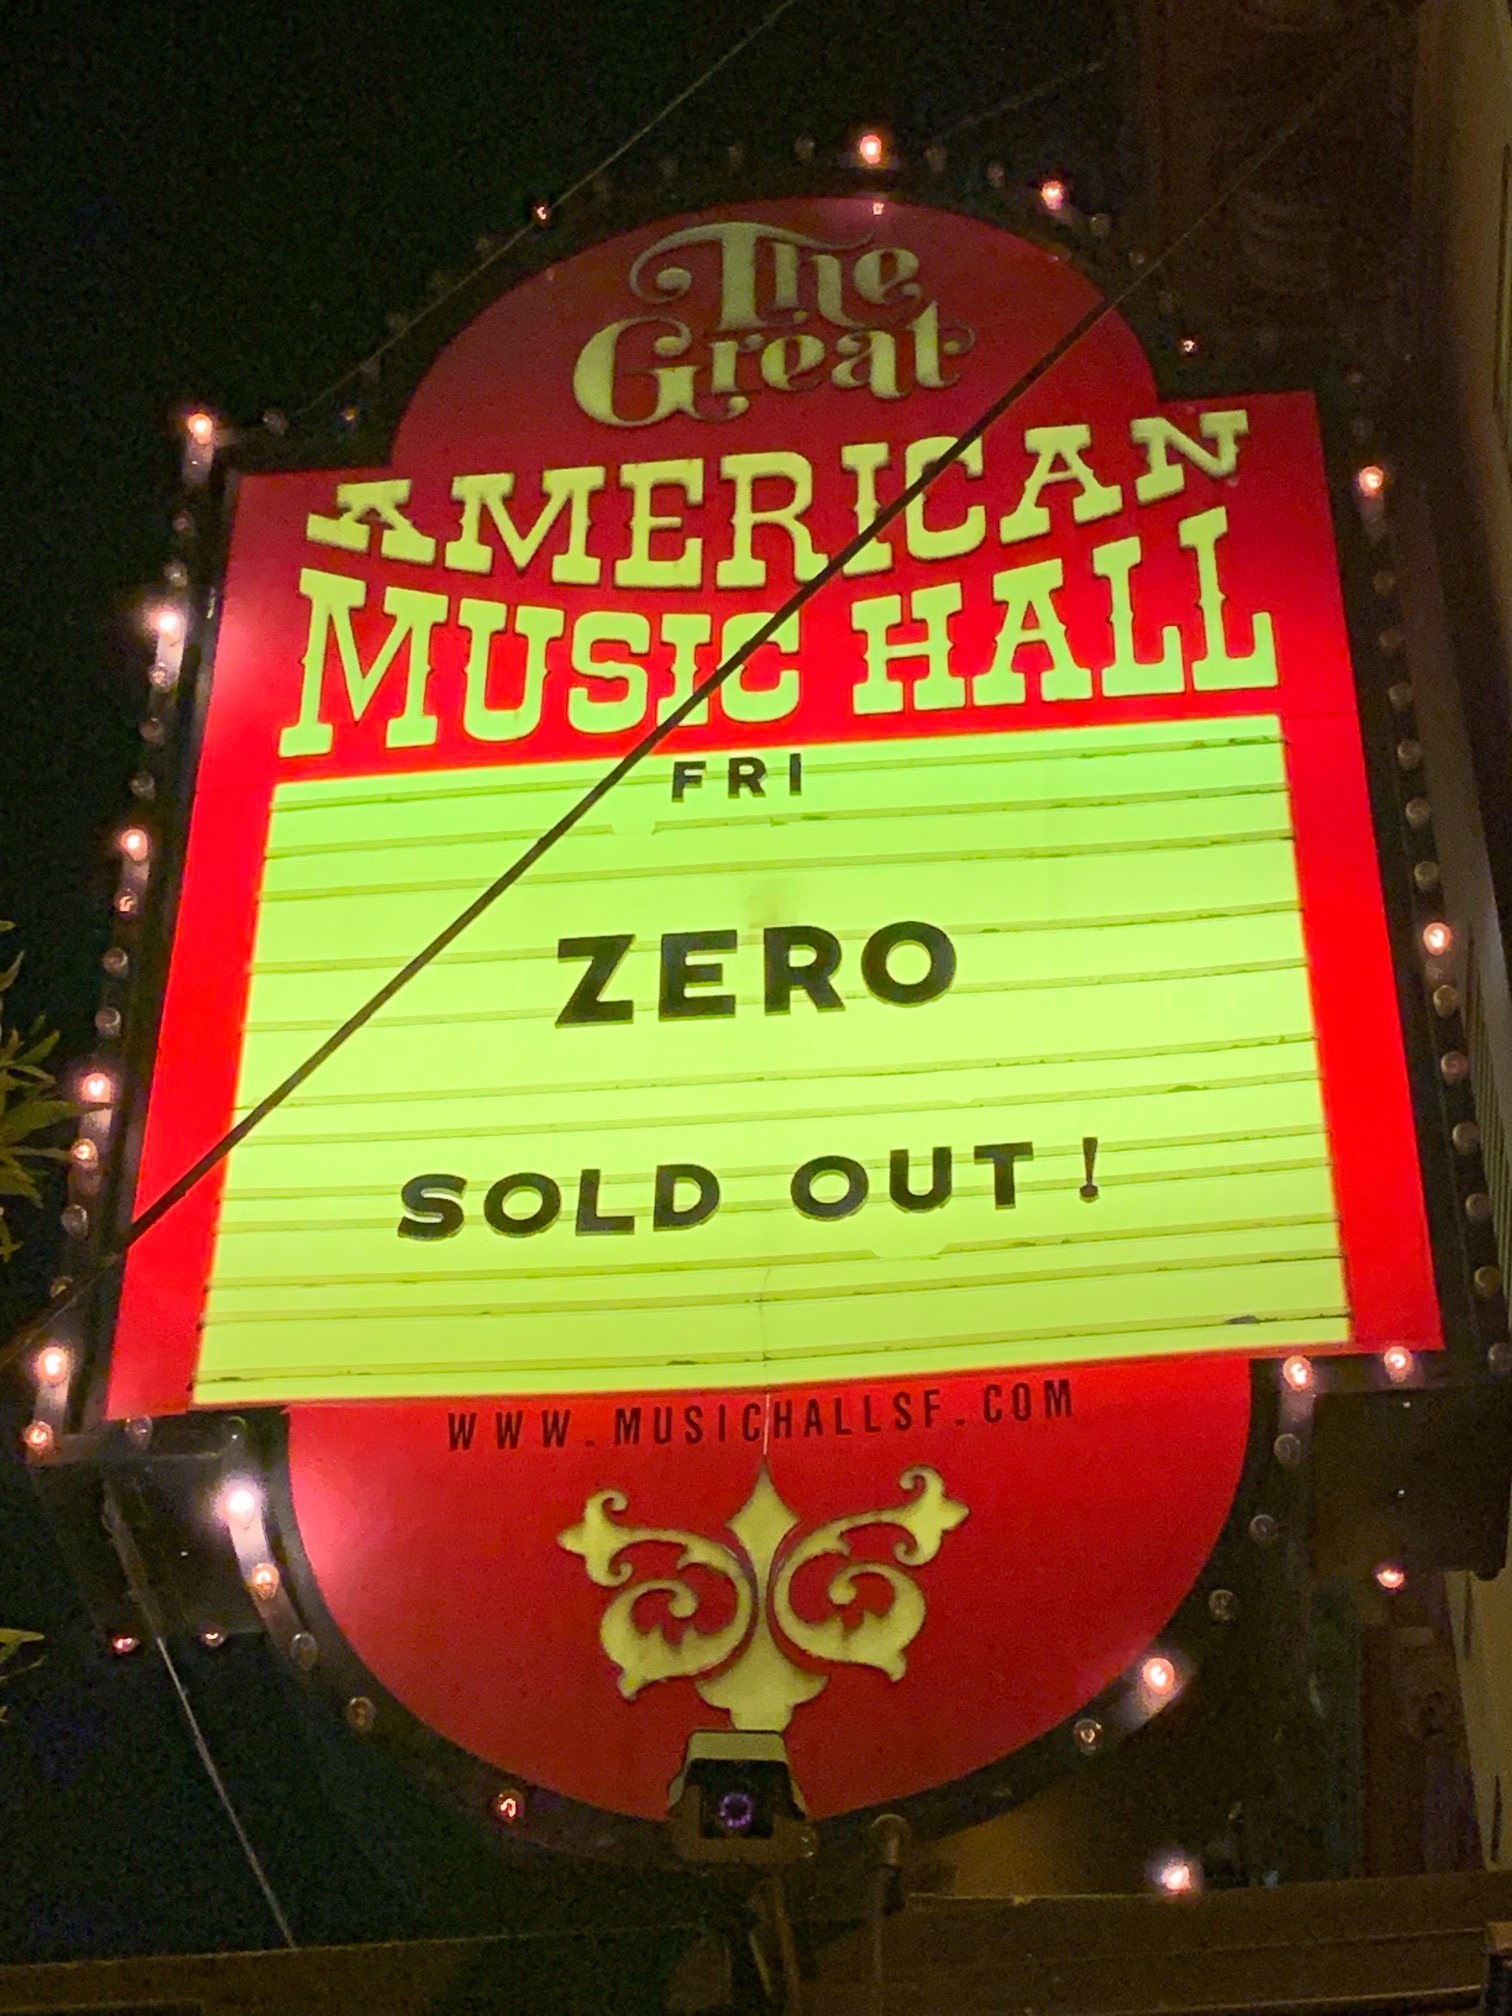 The
Great
AMERICAN
MUSIC HALL
FRI
ZERO
SOLD OUT!
WWW.MUSICHALLSF.COM